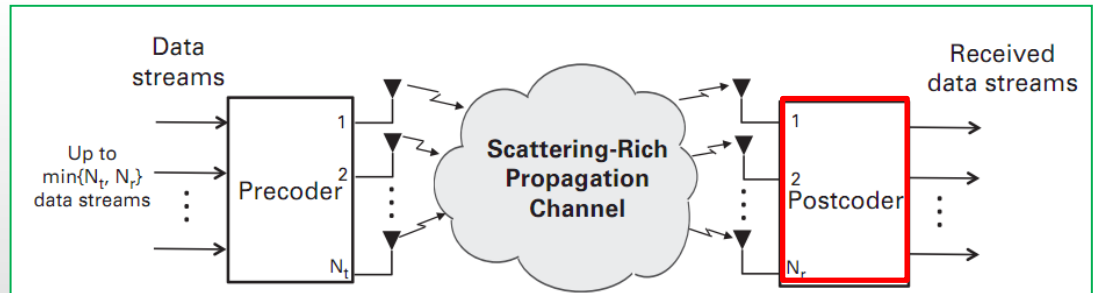 Data
streams
Up to
min{Nt, Nr}
data streams
Precoder
1
2
Nt
Scattering-Rich
Propagation
Channel
1
2
Nr
Postcoder
Received
data streams